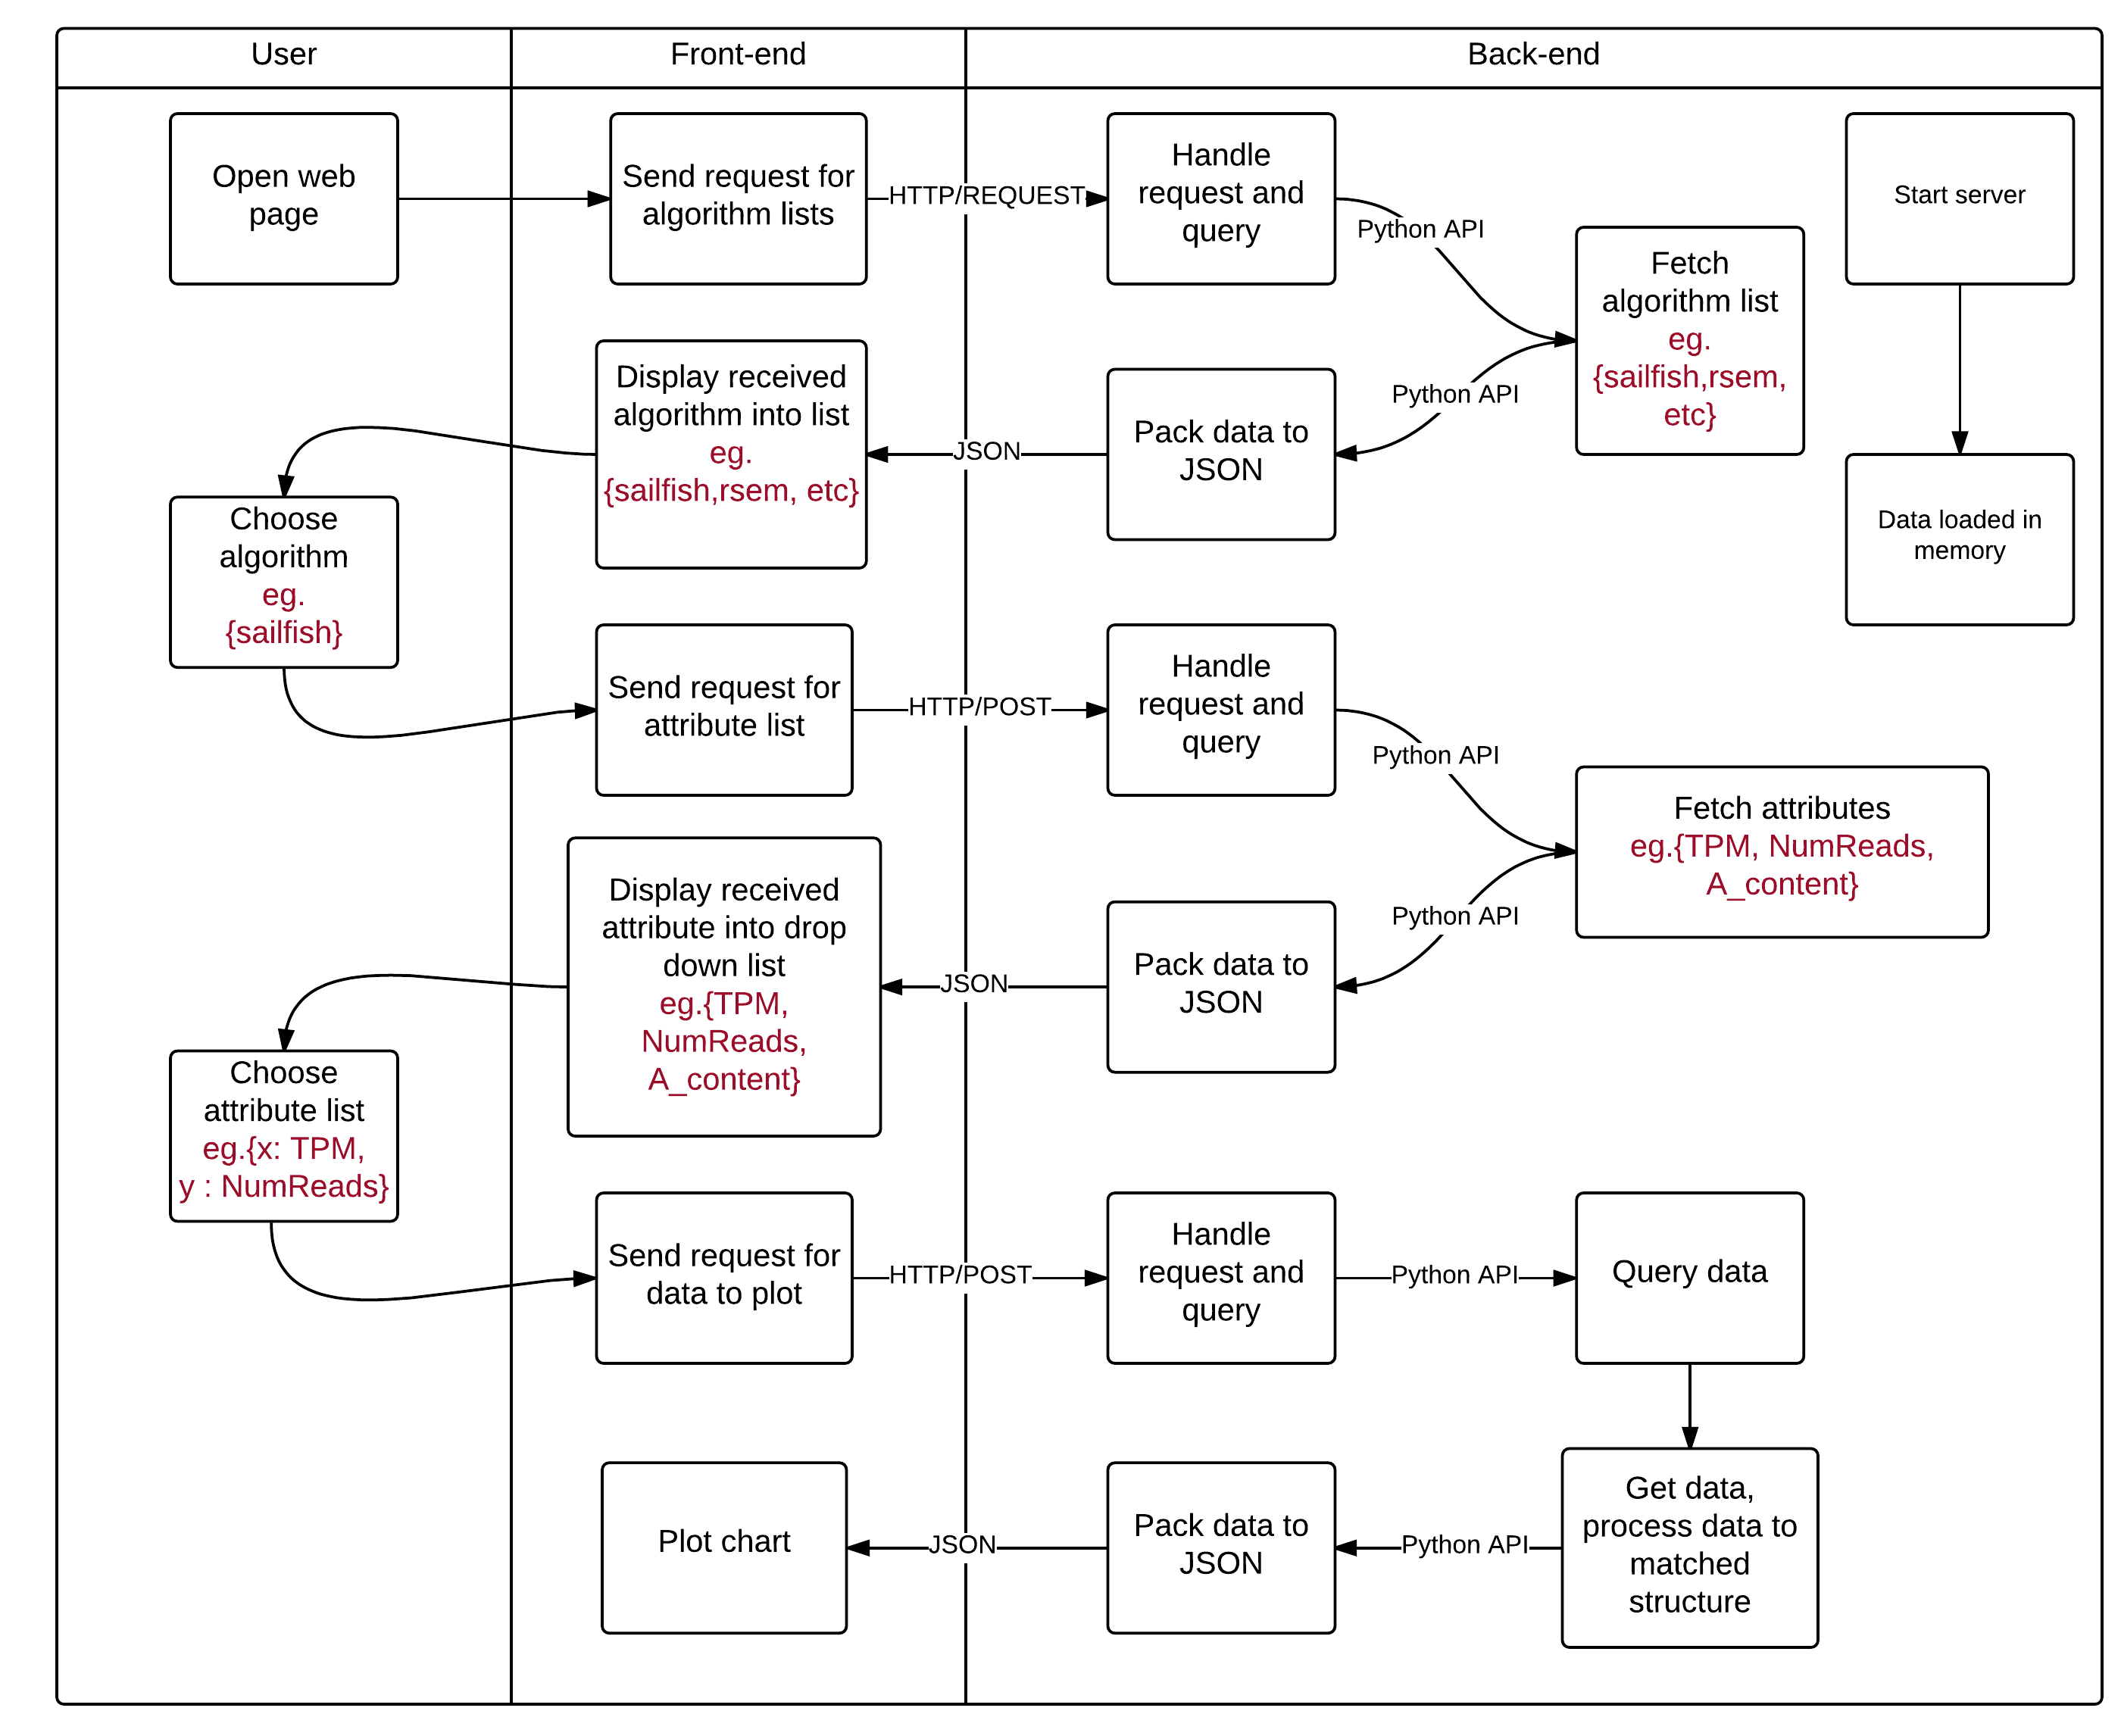 User
Front-end
Back-end
Open web
page
Send request for
algorithm lists
HTTP/REQUEST
Handle
request and
query
Python API
Fetch
algorithm list
eg.
{sailfish,rsem,
etc}
Start server
Data loaded in
memory
Python API
Pack data to
JSON
JSON
Display received
algorithm into list
eg.
{sailfish,rsem, etc}
Choose
algorithm
eg.
{sailfish}
Send request for
attribute list
HTTP/POST
Handle
request and
query
Python API
Fetch attributes
eg.{TPM, NumReads,
A_content}
Python API
Pack data to
JSON
JSON
Display received
attribute into drop
down list
eg.{TPM,
NumReads,
A_content}
Choose
attribute list
eg.{x: TPM,
y : NumReads}
Send request for
data to plot
HTTP/POST
Handle
request and
query
Python API
Query data
Get data,
process data to
matched
structure
Python API
Pack data to
JSON
JSON
Plot chart